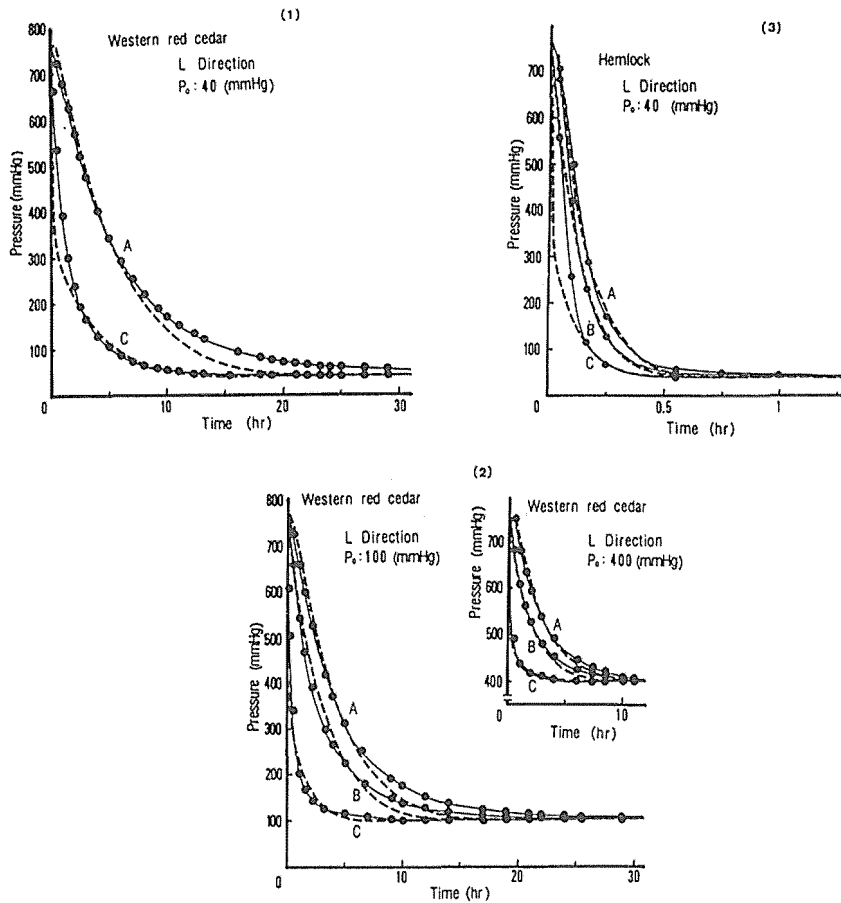 (1)
Western red cedar
L Direction
P₀ : 40 (mmHg)
800
700
600
500
400
300
200
100
0
10
20
30
Pressure (mmHg)
Time (hr)
A
C
(3)
Hemlock
L Direction
P₀ : 40 (mmHg)
700
600
500
400
300
200
100
0
0.5
1
Pressure (mmHg)
Time (hr)
A
B
C
(2)
Western red cedar
L Direction
P₀ : 100 (mmHg)
800
700
600
500
400
300
200
100
0
10
20
30
Pressure (mmHg)
Time (hr)
A
B
C
Western red cedar
L Direction
P₀ : 400 (mmHg)
700
600
500
400
0
10
Pressure (mmHg)
Time (hr)
A
B
C